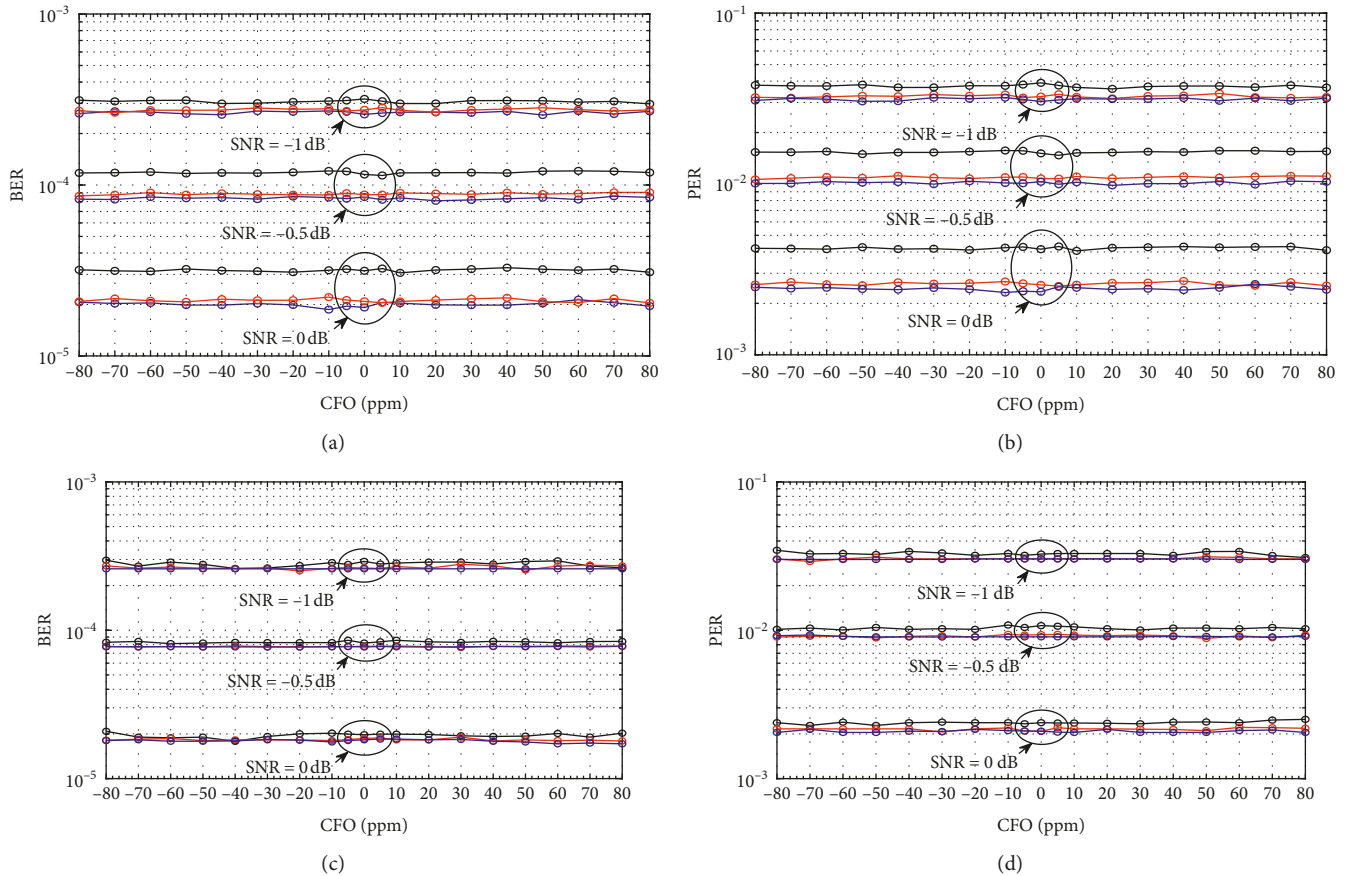 10−3
BER
10−4
10−5
SNR = −1 dB
SNR = −0.5 dB
SNR = 0 dB
−80 −70 −60 −50 −40 −30 −20 −10 0 10 20 30 40 50 60 70 80
CFO (ppm)
(a)
10−1
PER
10−2
10−3
SNR = −1 dB
SNR = −0.5 dB
SNR = 0 dB
−80 −70 −60 −50 −40 −30 −20 −10 0 10 20 30 40 50 60 70 80
CFO (ppm)
(b)
10−3
BER
10−4
10−5
SNR = −1 dB
SNR = −0.5 dB
SNR = 0 dB
−80 −70 −60 −50 −40 −30 −20 −10 0 10 20 30 40 50 60 70 80
CFO (ppm)
(c)
10−1
PER
10−2
10−3
SNR = −1 dB
SNR = −0.5 dB
SNR = 0 dB
−80 −70 −60 −50 −40 −30 −20 −10 0 10 20 30 40 50 60 70 80
CFO (ppm)
(d)